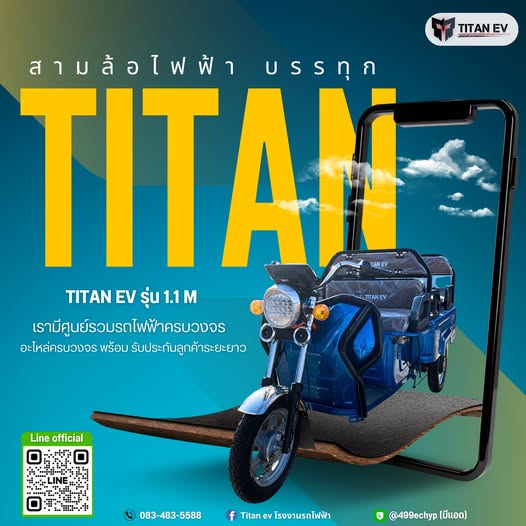 TITAN EV
สามล้อไฟฟ้า บรรทุก
TITAN
TITAN EV
TITAN EV
TITAN EV รุ่น 1.1 M
เรามีศูนย์รวมรถไฟฟ้าครบวงจร
อะไหล่ครบวงจร พร้อม รับประกันลูกค้าระยะยาว
Line official
LINE
083-483-5588
Titan ev โรงงานรถไฟฟ้า
@499echyp (มีแอด)